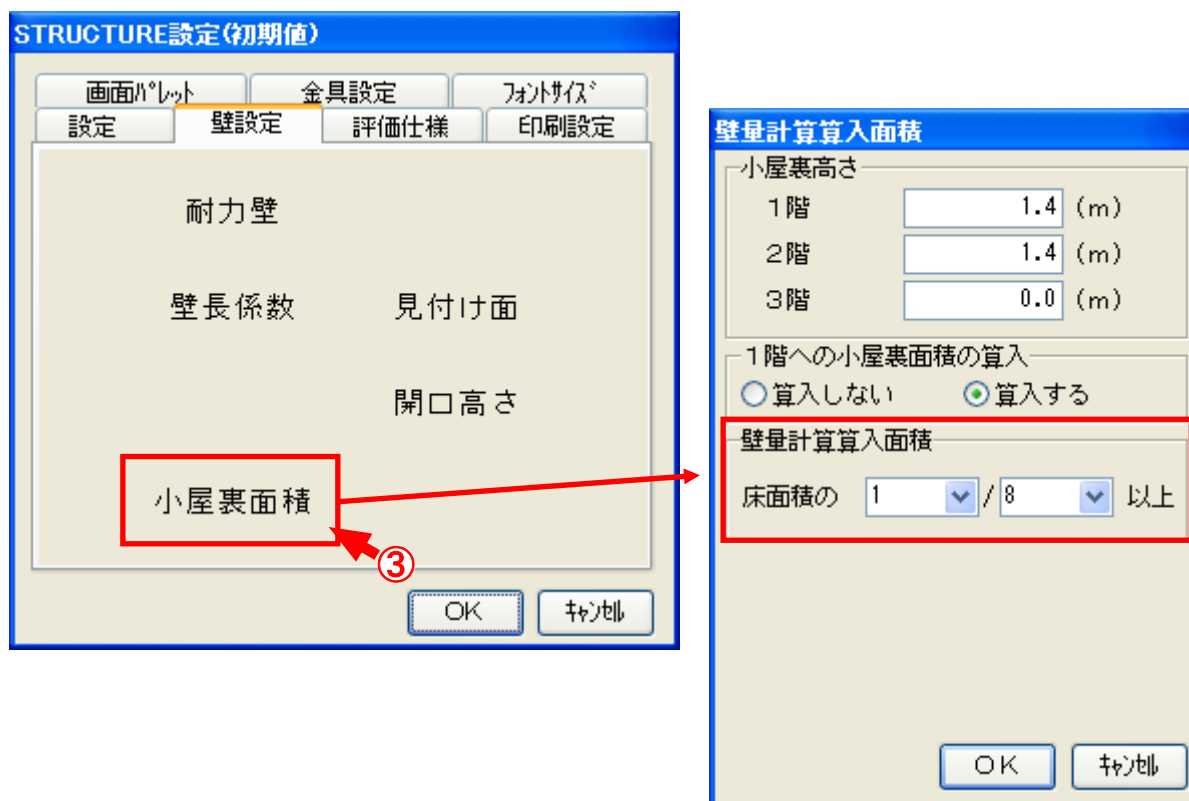 STRUCTURE設定(初期値)
画面ﾊﾟﾚｯﾄ 金具設定 ﾌｫﾝﾄｻｲｽﾞ
設定 壁設定 評価仕様 印刷設定
耐力壁
壁長係数 見付け面
開口高さ
小屋裏面積
③
OK ｷｬﾝｾﾙ
壁量計算算入面積
小屋裏高さ
1階 1.4 (m)
2階 1.4 (m)
3階 0.0 (m)
1階への小屋裏面積の算入
算入しない 算入する
壁量計算算入面積
床面積の 1 / 8 以上
OK ｷｬﾝｾﾙ